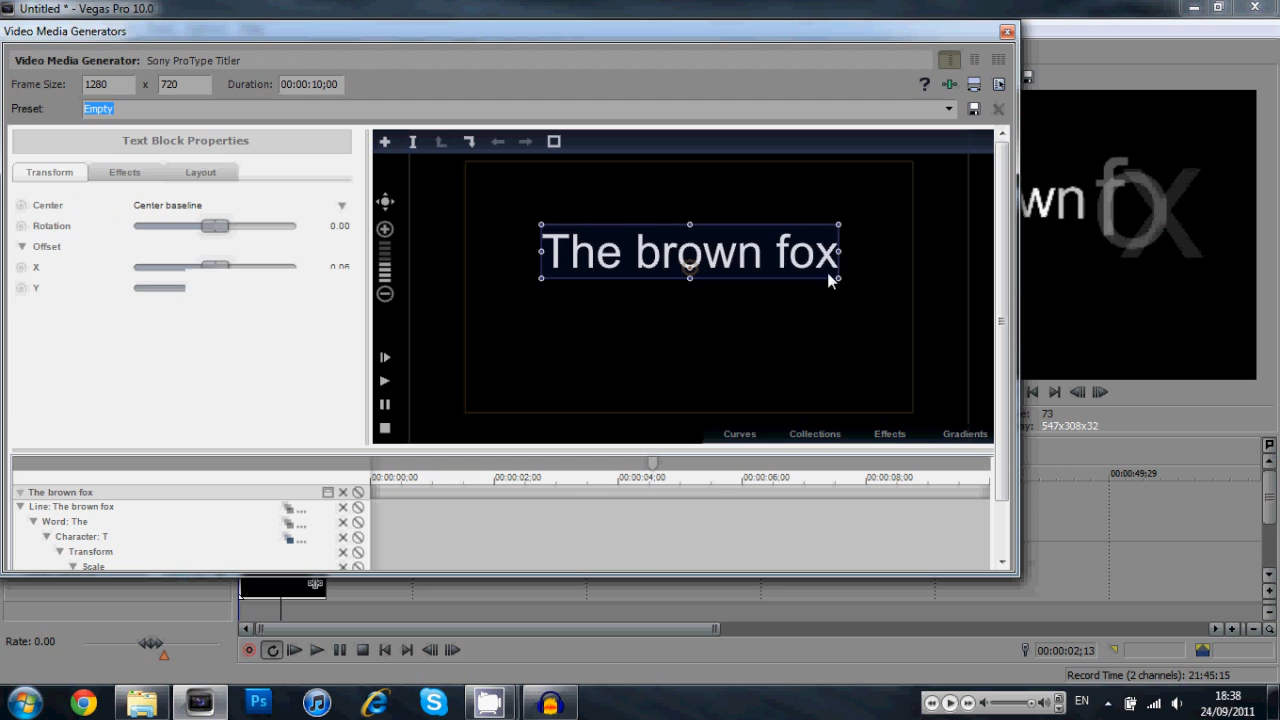 Untitled * - Vegas Pro 10.0
Video Media Generators
Video Media Generator: Sony ProType Titler
Frame Size: 1280 x 720 Duration: 00:00:10;00
Preset: Empty
Text Block Properties
Transform Effects Layout
Center Center baseline
Rotation 0.00
Offset
X 0.06
Y
The brown fox
wn fox
Curves Collections Effects Gradients
73
547x308x32
00:00:00;00 00:00:02;00 00:00:04;00 00:00:06;00 00:00:08;00
00:00:49;29
The brown fox
Line: The brown fox
Word: The
Character: T
Transform
Scale
Rate: 0.00
00:00:02;13
Record Time (2 channels): 21:45:15
Ps
EN
18:38
24/09/2011